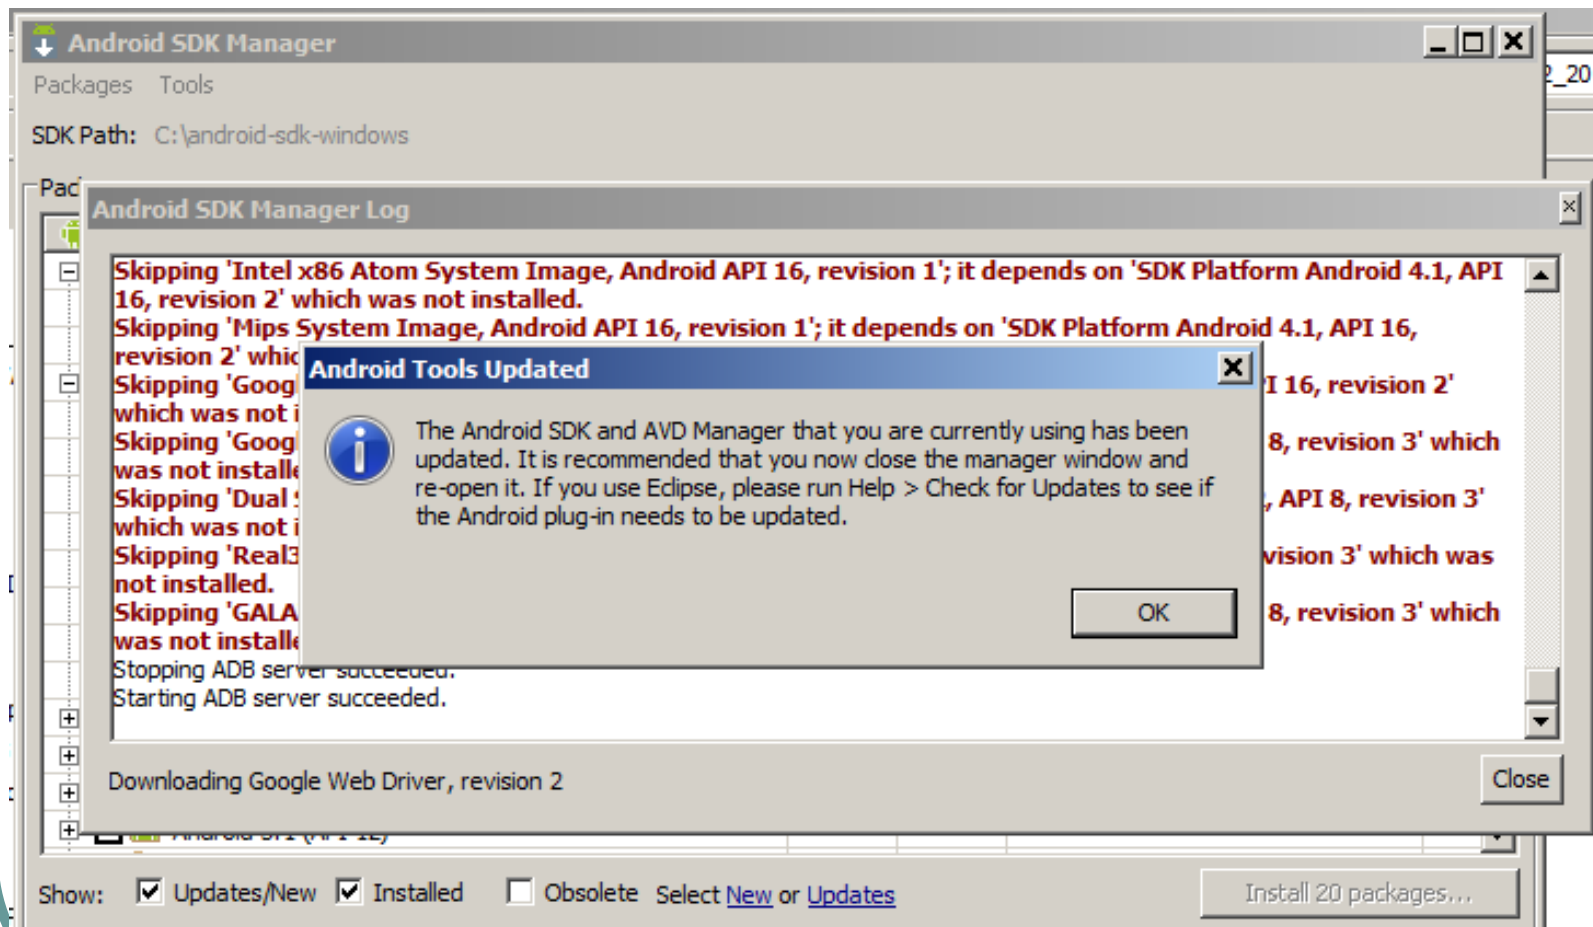 Android SDK Manager
Packages Tools
2_20
SDK Path: C:\android-sdk-windows
Pac
Android SDK Manager Log
Skipping 'Intel x86 Atom System Image, Android API 16, revision 1'; it depends on 'SDK Platform Android 4.1, API
16, revision 2' which was not installed.
Skipping 'Mips System Image, Android API 16, revision 1'; it depends on 'SDK Platform Android 4.1, API 16,
revision 2' whic
Skipping 'Goog I 16, revision 2'
which was not i
Skipping 'Goog 8, revision 3' which
was not installe
Skipping 'Dual , API 8, revision 3'
which was not i
Skipping 'Real3 vision 3' which was
not installed.
Skipping 'GALA 8, revision 3' which
was not installe
Android Tools Updated
The Android SDK and AVD Manager that you are currently using has been
updated. It is recommended that you now close the manager window and
re-open it. If you use Eclipse, please run Help > Check for Updates to see if
the Android plug-in needs to be updated.
OK
Stopping ADB server succeeded.
Starting ADB server succeeded.
Downloading Google Web Driver, revision 2
Close
Show: Updates/New Installed Obsolete Select New or Updates
Install 20 packages...